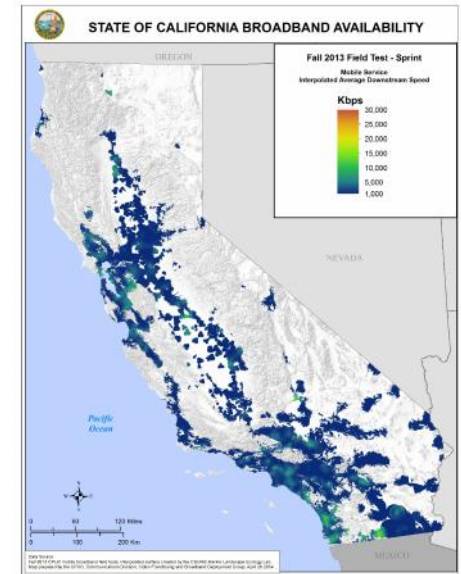 STATE OF CALIFORNIA BROADBAND AVAILABILITY
OREGON
Fall 2013 Field Test - Sprint
Mobile Service
Interpolated Average Downstream Speed
Kbps
30,000
25,000
20,000
15,000
10,000
5,000
1,000
NEVADA
Pacific
Ocean
N
W
E
S
0 60 120 Miles
0 100 200 Km
MEXICO
Data Source: